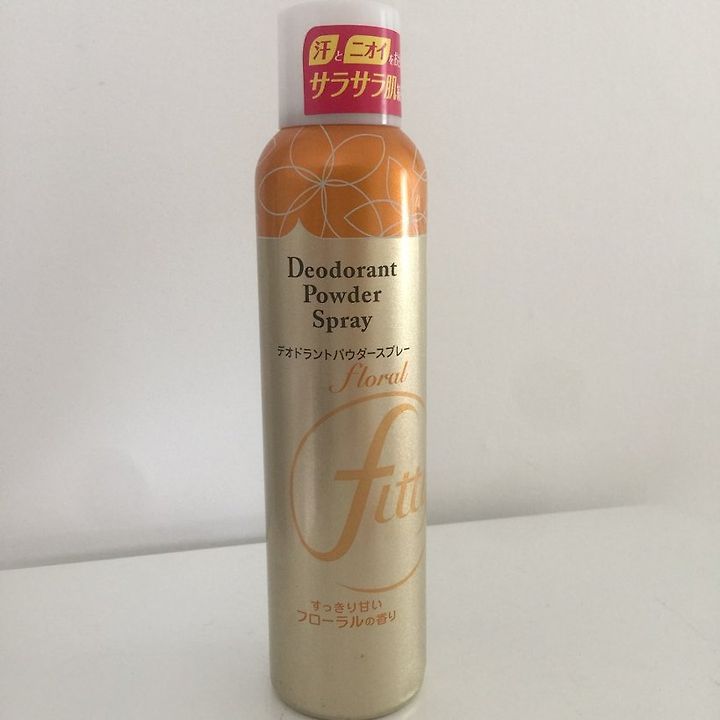 汗とニオイをお
サラサラ肌
Deodorant
Powder
Spray
デオドラントパウダースプレー
floral
fitt
すっきり甘い
フローラルの香り